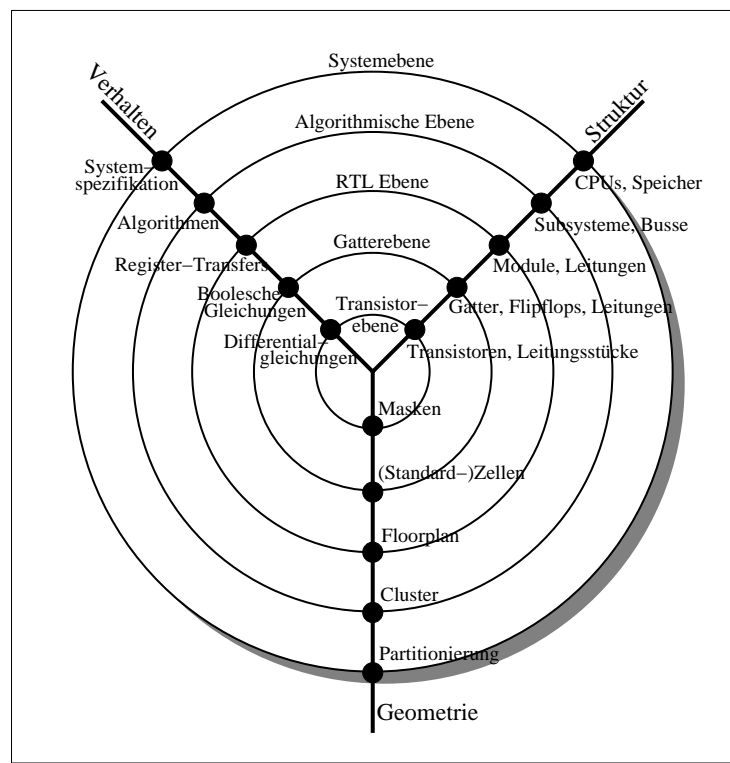 Systemebene
Verhalten
Struktur
Algorithmische Ebene
System–
spezifikation
CPUs, Speicher
RTL Ebene
Algorithmen
Subsysteme, Busse
Gatterebene
Register–Transfers
Module, Leitungen
Boolesche
Gleichungen
Transistor–
ebene
Gatter, Flipflops, Leitungen
Differential–
gleichungen
Transistoren, Leitungsstücke
Masken
(Standard–)Zellen
Floorplan
Cluster
Partitionierung
Geometrie